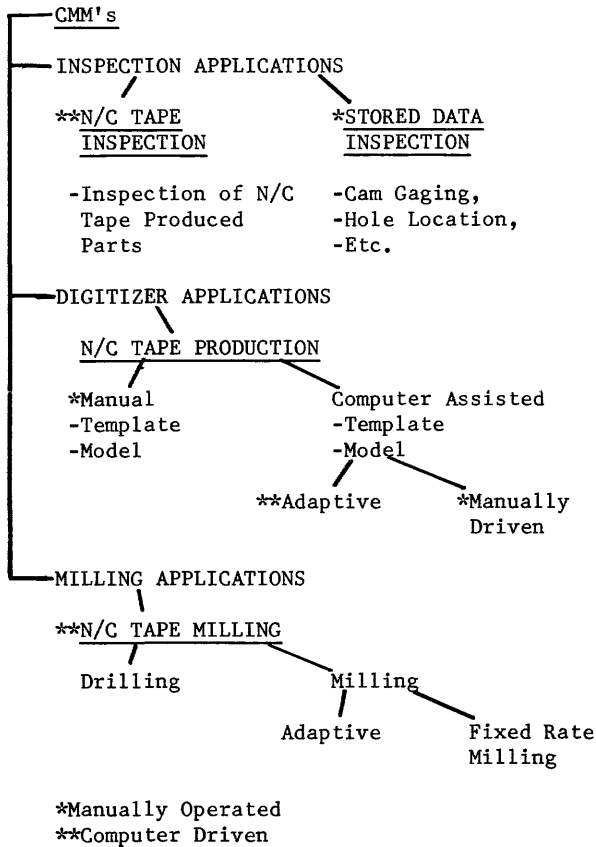 CMM's
INSPECTION APPLICATIONS
**N/C TAPE INSPECTION
-Inspection of N/C Tape Produced Parts
*STORED DATA INSPECTION
-Cam Gaging,
-Hole Location,
-Etc.
DIGITIZER APPLICATIONS
N/C TAPE PRODUCTION
*Manual
-Template
-Model
Computer Assisted
-Template
-Model
**Adaptive
*Manually Driven
MILLING APPLICATIONS
**N/C TAPE MILLING
Drilling
Milling
Adaptive
Fixed Rate Milling
*Manually Operated
**Computer Driven